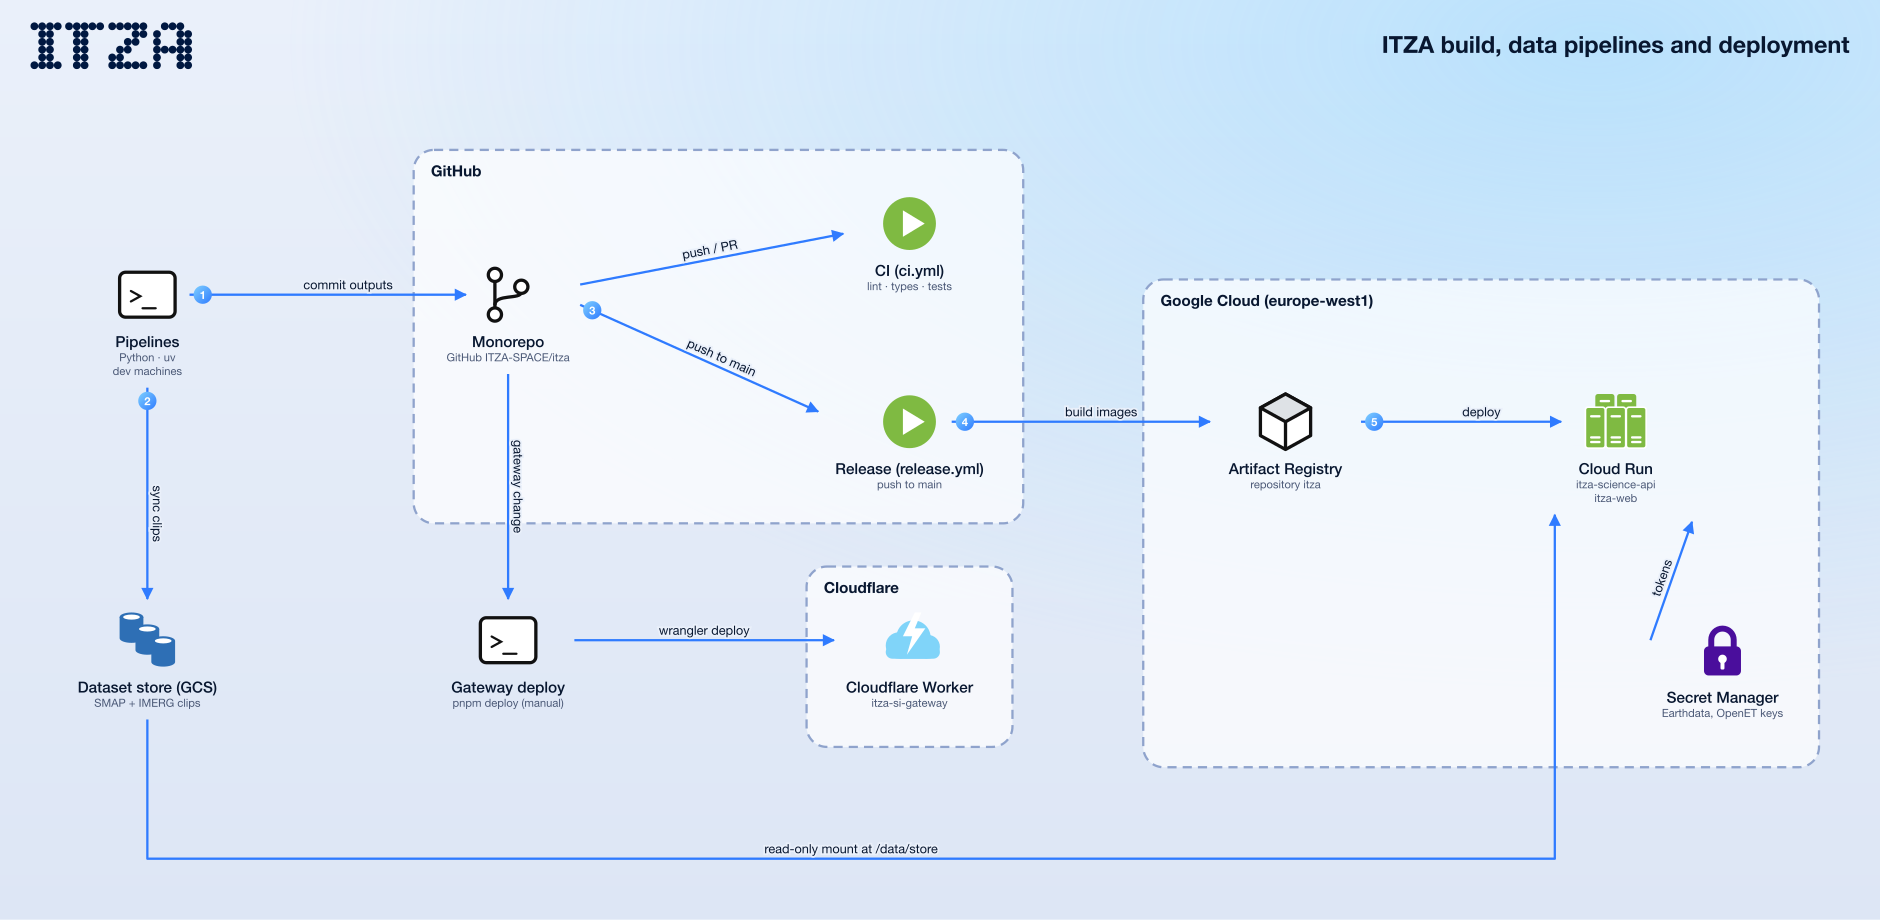 ITZA
ITZA build, data pipelines and deployment
GitHub
CI (ci.yml)
lint · types · tests
push / PR
1
commit outputs
Monorepo
GitHub ITZA-SPACE/itza
3
push to main
Pipelines
Python · uv
dev machines
2
sync clips
gateway change
Release (release.yml)
push to main
4
build images
Google Cloud (europe-west1)
Artifact Registry
repository itza
5
deploy
Cloud Run
itza-science-api
itza-web
tokens
Secret Manager
Earthdata, OpenET keys
Dataset store (GCS)
SMAP + IMERG clips
Gateway deploy
pnpm deploy (manual)
wrangler deploy
Cloudflare
Cloudflare Worker
itza-si-gateway
read-only mount at /data/store